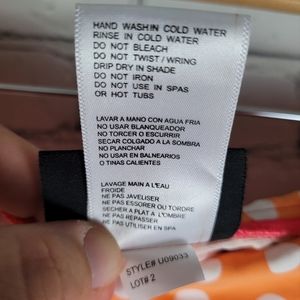 HAND WASH IN COLD WATER
RINSE IN COLD WATER
DO NOT BLEACH
DO NOT TWIST / WRING
DRIP DRY IN SHADE
DO NOT IRON
DO NOT USE IN SPAS
OR HOT TUBS
LAVAR A MANO CON AGUA FRIA
NO USAR BLANQUEADOR
NO TORCER O ESCURRIR
SECAR COLGADO A LA SOMBRA
NO PLANCHAR
NO USAR EN BALNEARIOS
O TINAS CALIENTES
LAVAGE MAIN A L'EAU
FROIDE
NE PAS JAVELISER
NE PAS ESSORER OU TORDRE
SECHER A PLAT A L'OMBRE
NE PAS UTILISER EN SPA
STYLE# U09033
LOT# 2